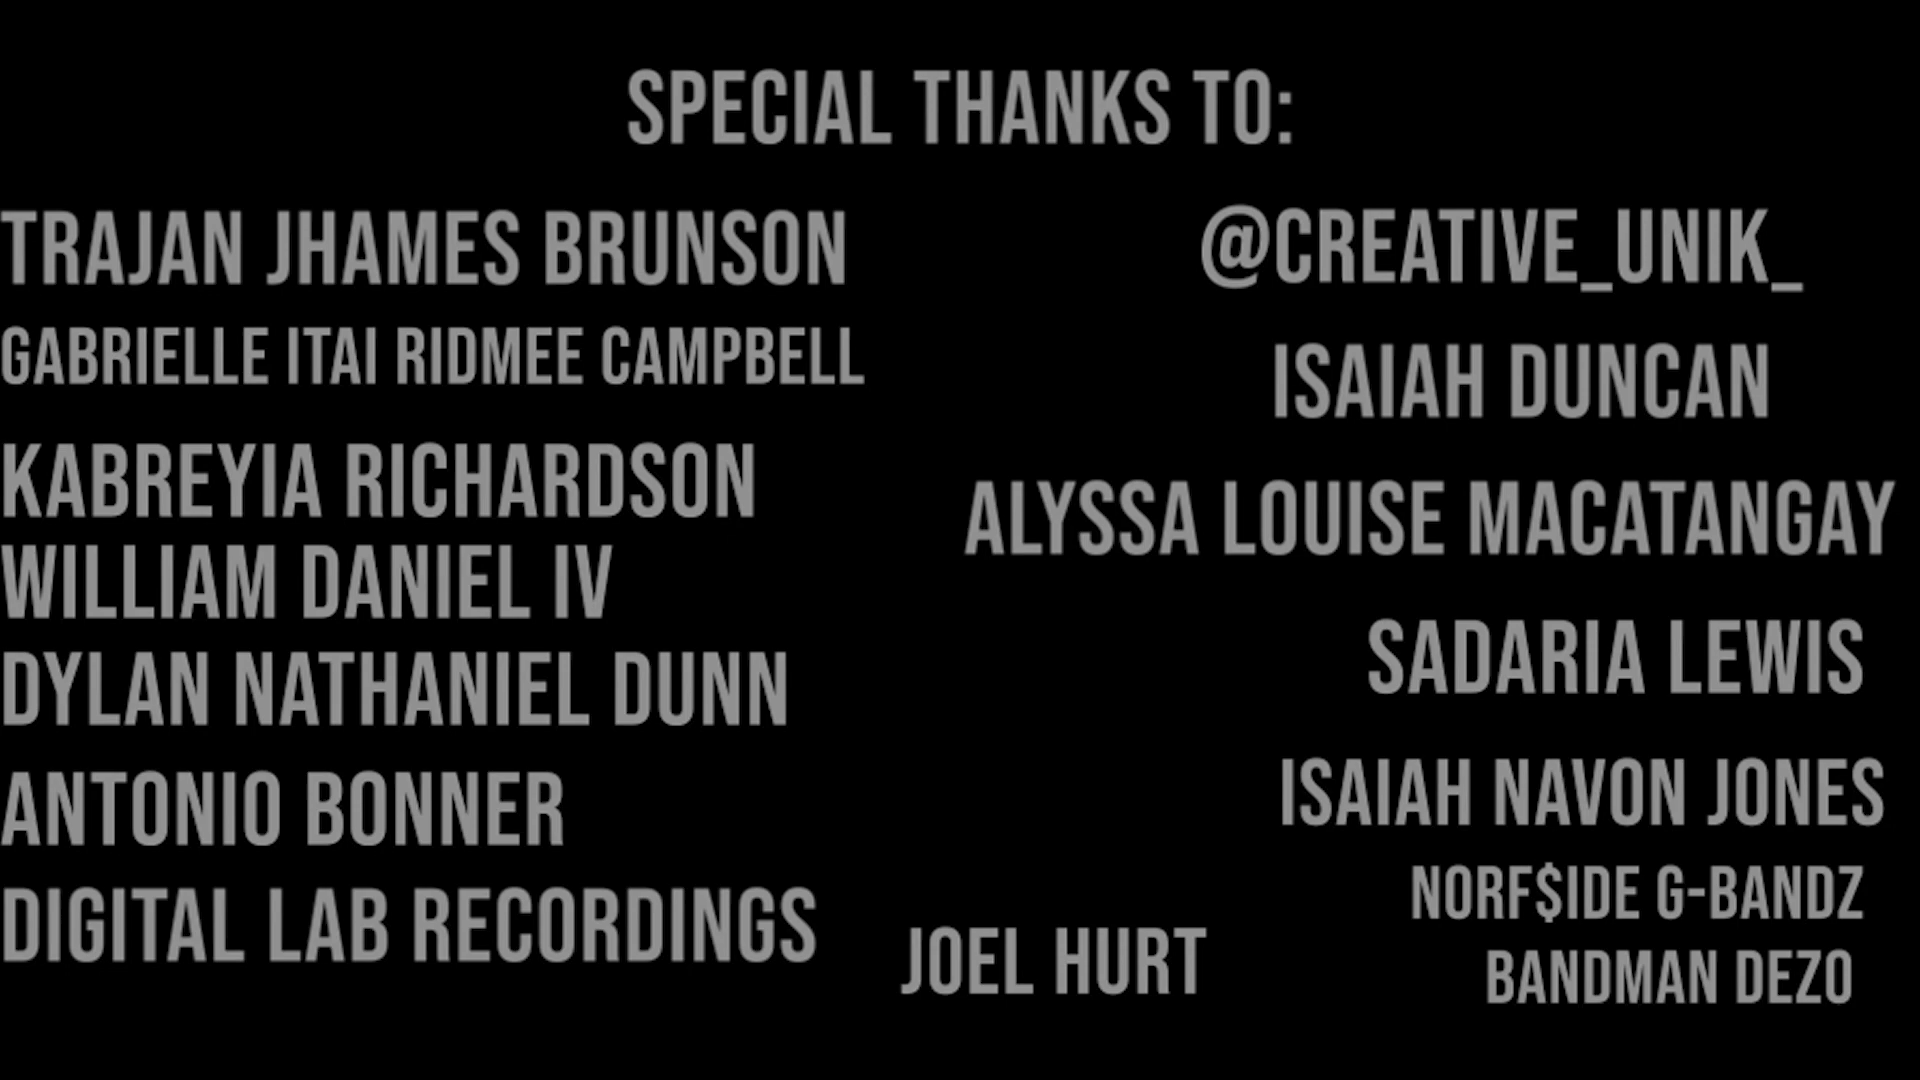 SPECIAL THANKS TO:
TRAJAN JHAMES BRUNSON
GABRIELLE ITAI RIDMEE CAMPBELL
KABREYIA RICHARDSON
WILLIAM DANIEL IV
DYLAN NATHANIEL DUNN
ANTONIO BONNER
DIGITAL LAB RECORDINGS
JOEL HURT
@CREATIVE_UNIK_
ISAIAH DUNCAN
ALYSSA LOUISE MACATANGAY
SADARIA LEWIS
ISAIAH NAVON JONES
NORF$IDE G-BANDZ
BANDMAN DEZO